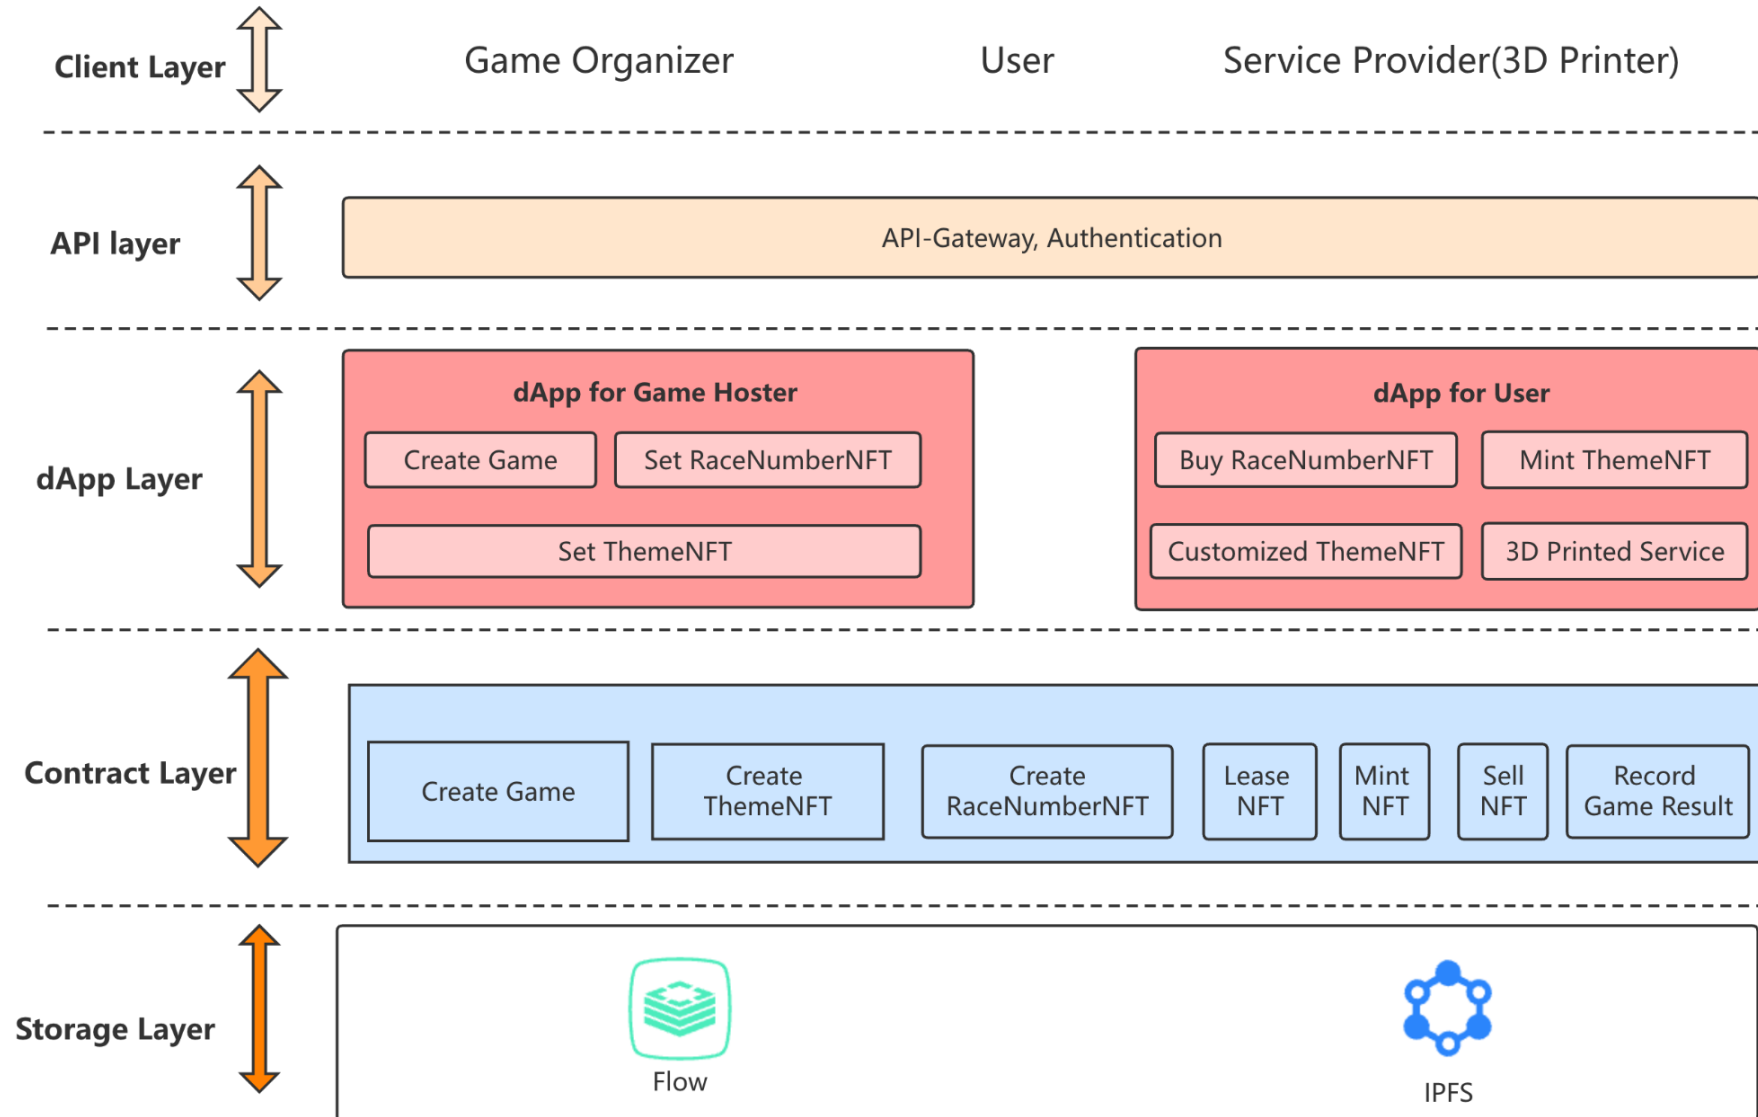 Client Layer
Game Organizer
User
Service Provider(3D Printer)
API layer
API-Gateway, Authentication
dApp Layer
dApp for Game Hoster
Create Game
Set RaceNumberNFT
Set ThemeNFT
dApp for User
Buy RaceNumberNFT
Mint ThemeNFT
Customized ThemeNFT
3D Printed Service
Contract Layer
Create Game
Create
ThemeNFT
Create
RaceNumberNFT
Lease
NFT
Mint
NFT
Sell
NFT
Record
Game Result
Storage Layer
Flow
IPFS